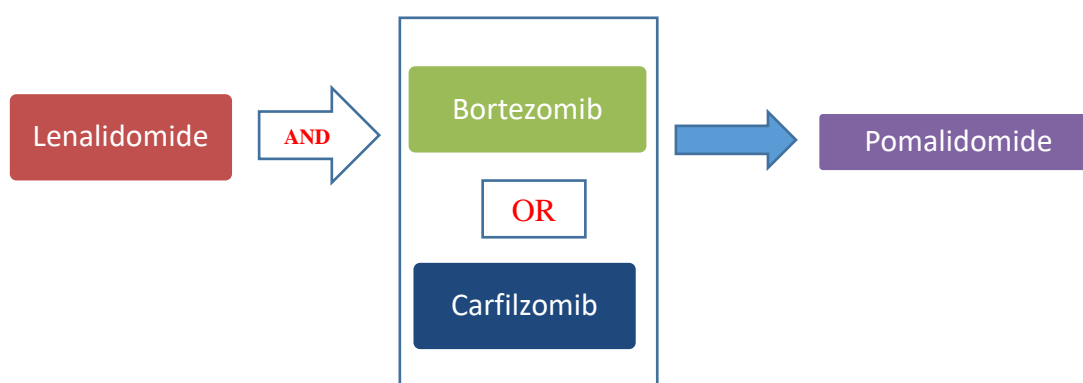 Lenalidomide
AND
Bortezomib
OR
Carfilzomib
Pomalidomide